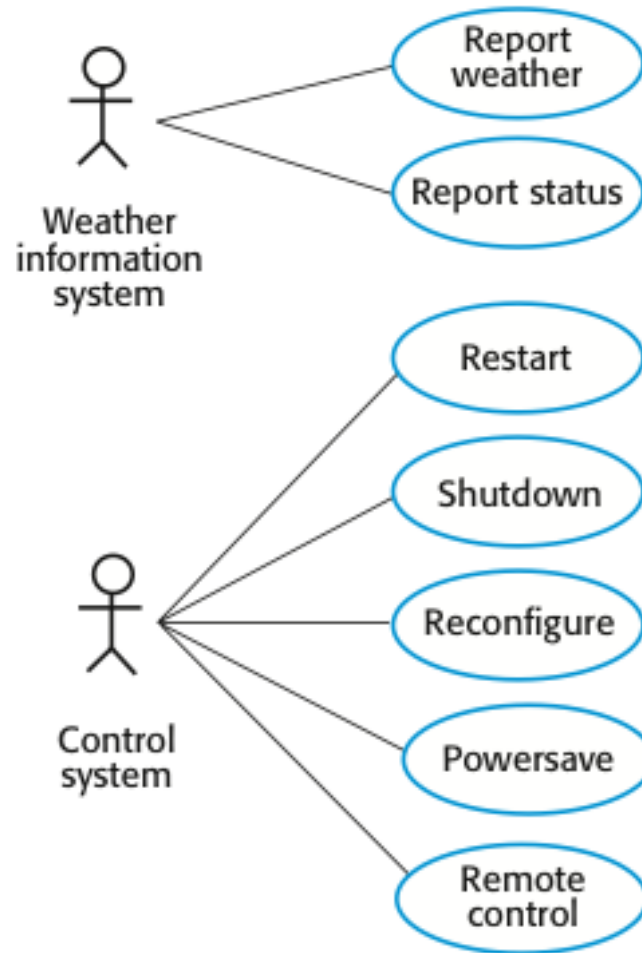 Report
weather
Report status
Weather
information
system
Restart
Shutdown
Reconfigure
Control
system
Powersave
Remote
control